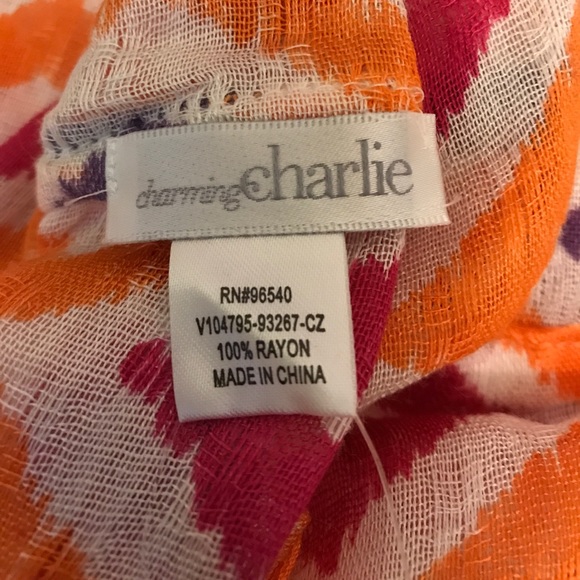 charming charlie
RN#96540
V104795-93267-CZ
100% RAYON
MADE IN CHINA